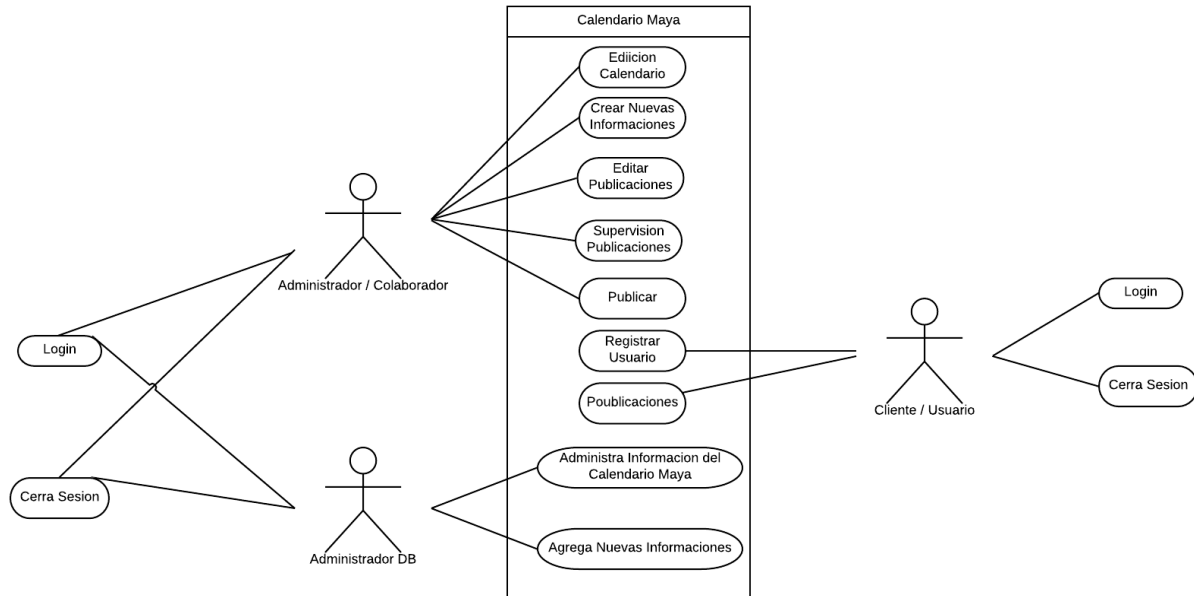 Calendario Maya
Ediicion
Calendario
Crear Nuevas
Informaciones
Editar
Publicaciones
Supervision
Publicaciones
Publicar
Registrar
Usuario
Poublicaciones
Administra Informacion del
Calendario Maya
Agrega Nuevas Informaciones
Administrador / Colaborador
Login
Cerra Sesion
Administrador DB
Cliente / Usuario
Login
Cerra Sesion